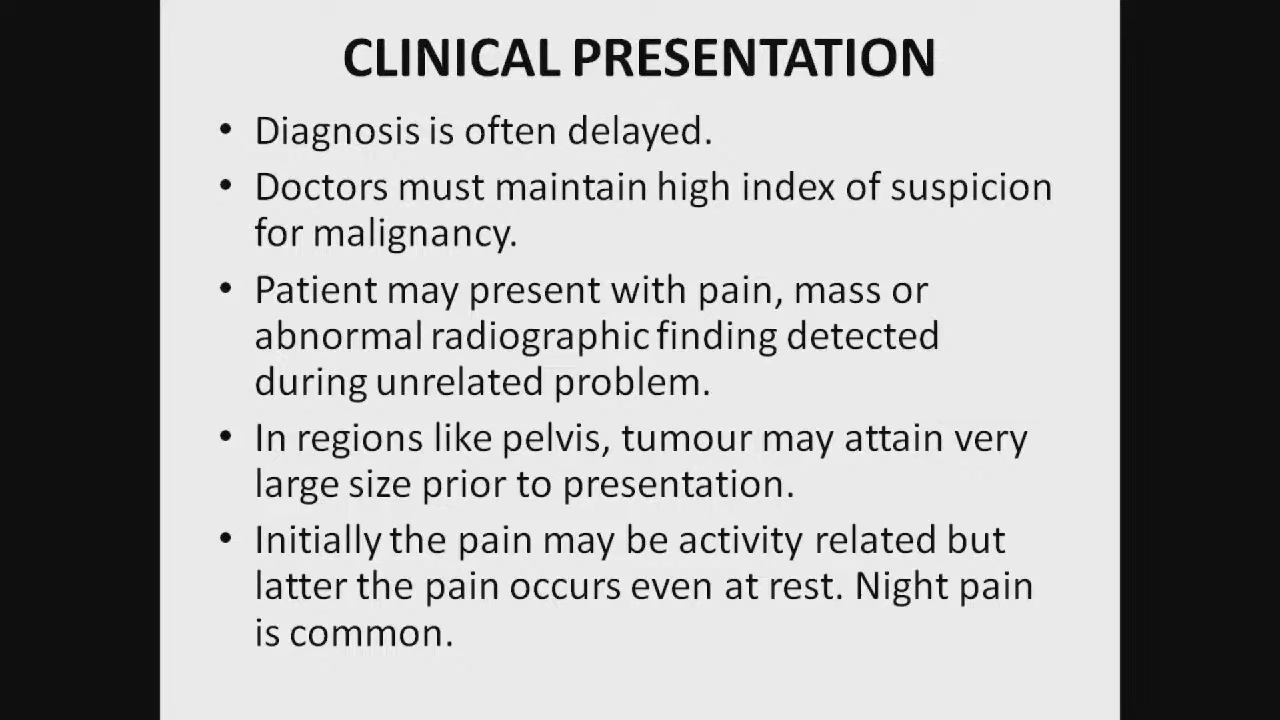 CLINICAL PRESENTATION
• Diagnosis is often delayed.
• Doctors must maintain high index of suspicion
for malignancy.
• Patient may present with pain, mass or
abnormal radiographic finding detected
during unrelated problem.
• In regions like pelvis, tumour may attain very
large size prior to presentation.
• Initially the pain may be activity related but
latter the pain occurs even at rest. Night pain
is common.